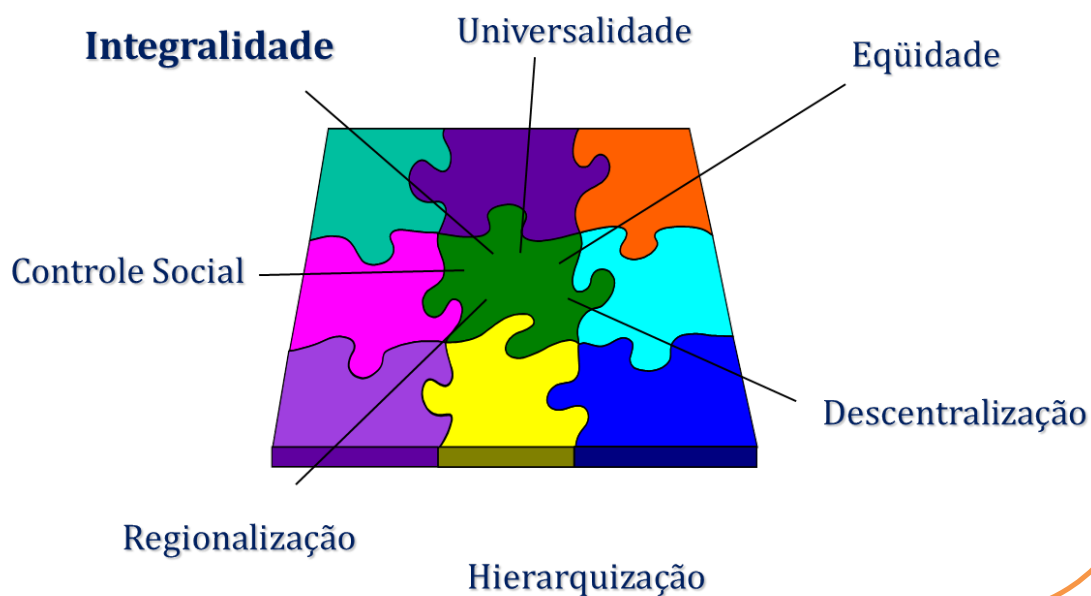 Integralidade
Universalidade
Eqüidade
Controle Social
Descentralização
Regionalização
Hierarquização